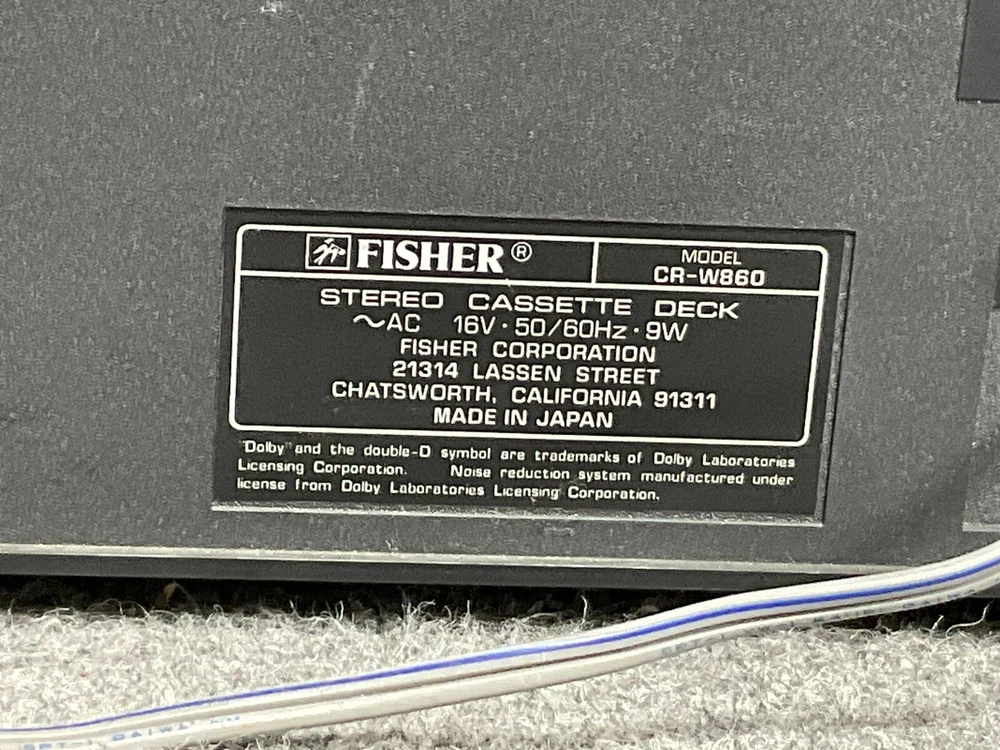 FISHER®
MODEL
CR-W860
STEREO CASSETTE DECK
~AC 16V·50/60Hz·9W
FISHER CORPORATION
21314 LASSEN STREET
CHATSWORTH, CALIFORNIA 91311
MADE IN JAPAN
"Dolby" and the double-D symbol are trademarks of Dolby Laboratories
Licensing Corporation. Noise reduction system manufactured under
license from Dolby Laboratories Licensing Corporation.